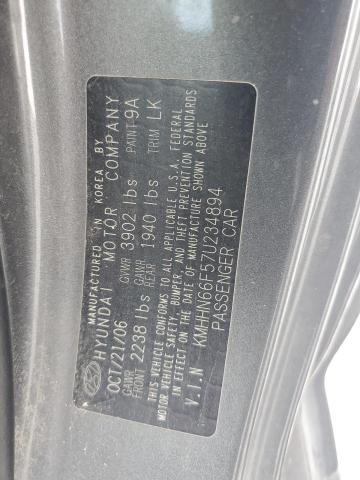 MANUFACTURED IN KOREA BY
HYUNDAI MOTOR COMPANY
OCT/21/06 GVWR 3902 lbs PAINT 9A
GAWR FRONT 2238 lbs GAWR REAR 1940 lbs TRIM LK
THIS VEHICLE CONFORMS TO ALL APPLICABLE U.S.A. FEDERAL
MOTOR VEHICLE SAFETY, BUMPER, AND THEFT PREVENTION STANDARDS
IN EFFECT ON THE DATE OF MANUFACTURE SHOWN ABOVE
V.I.N KMHHN66F57U234894
PASSENGER CAR